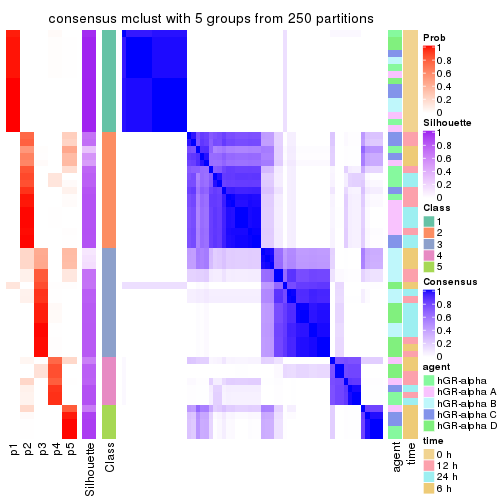 consensus mclust with 5 groups from 250 partitions
Prob
1
0.8
0.6
0.4
0.2
0
Silhouette
1
0.8
0.6
0.4
0.2
0
Class
1
2
3
4
5
Consensus
1
0.8
0.6
0.4
0.2
0
agent
hGR-alpha
hGR-alpha A
hGR-alpha B
hGR-alpha C
hGR-alpha D
time
0 h
12 h
24 h
6 h
p1
p2
p3
p4
p5
Silhouette
Class
agent
time